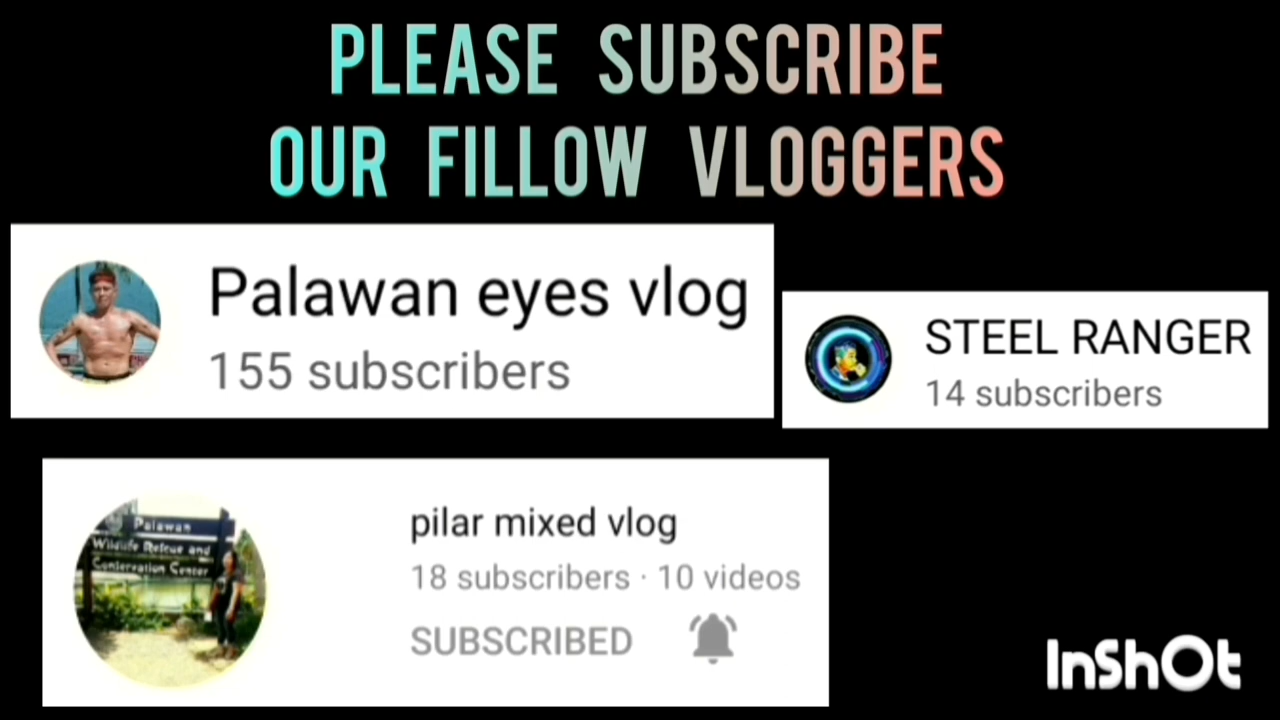 PLEASE SUBSCRIBE
OUR FILLOW VLOGGERS
Palawan eyes vlog
155 subscribers
STEEL RANGER
14 subscribers
Palawan
Wildlife Rescue and
Conservation Center
pilar mixed vlog
18 subscribers · 10 videos
SUBSCRIBED
InShOt